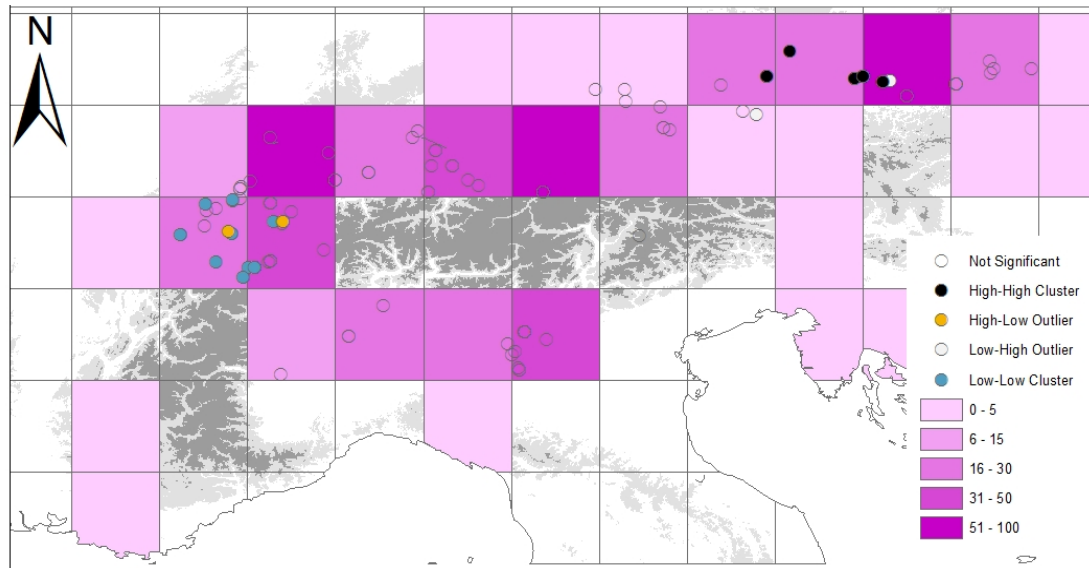 N
Not Significant
High-High Cluster
High-Low Outlier
Low-High Outlier
Low-Low Cluster
0 - 5
6 - 15
16 - 30
31 - 50
51 - 100